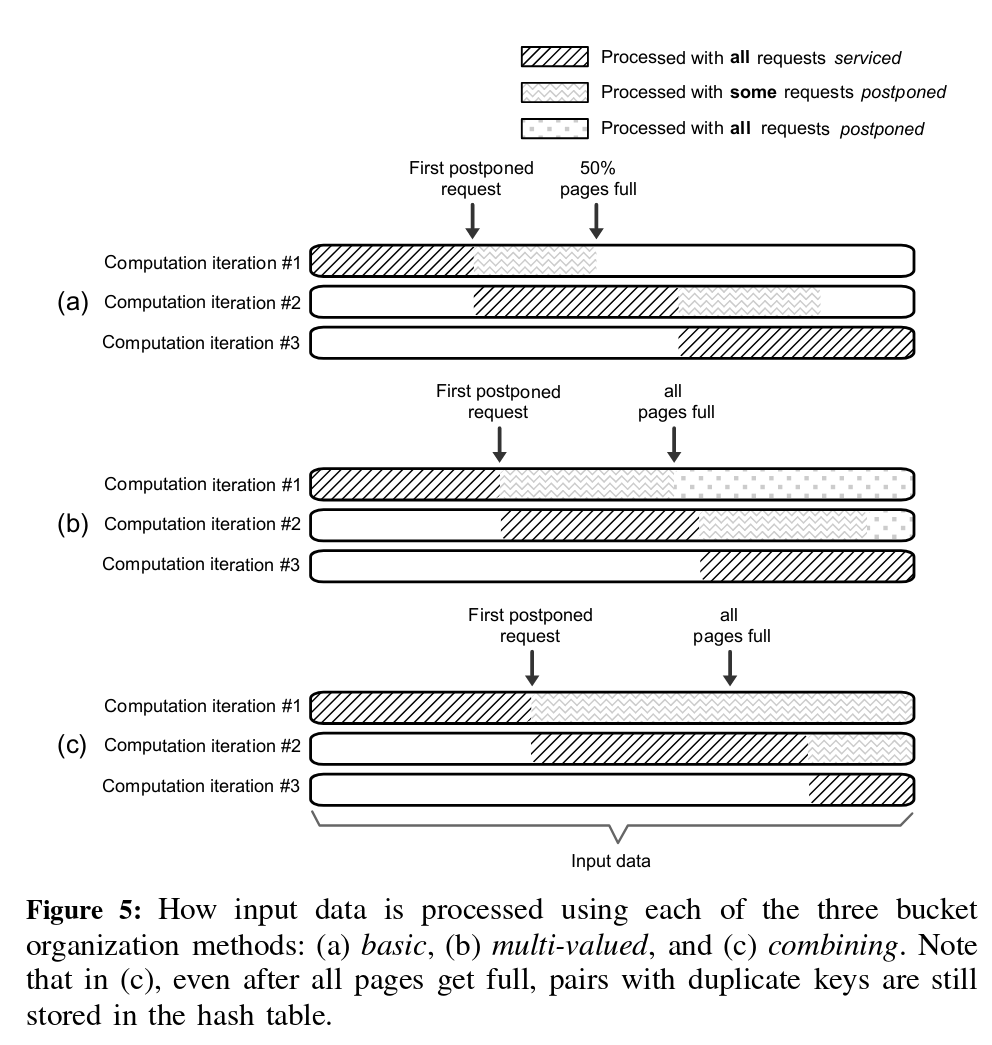 Processed with all requests serviced
Processed with some requests postponed
Processed with all requests postponed
First postponed
request
50%
pages full
Computation iteration #1
(a)
Computation iteration #2
Computation iteration #3
First postponed
request
all
pages full
Computation iteration #1
(b)
Computation iteration #2
Computation iteration #3
First postponed
request
all
pages full
Computation iteration #1
(c)
Computation iteration #2
Computation iteration #3
Input data
Figure 5: How input data is processed using each of the three bucket
organization methods: (a) basic, (b) multi-valued, and (c) combining. Note
that in (c), even after all pages get full, pairs with duplicate keys are still
stored in the hash table.